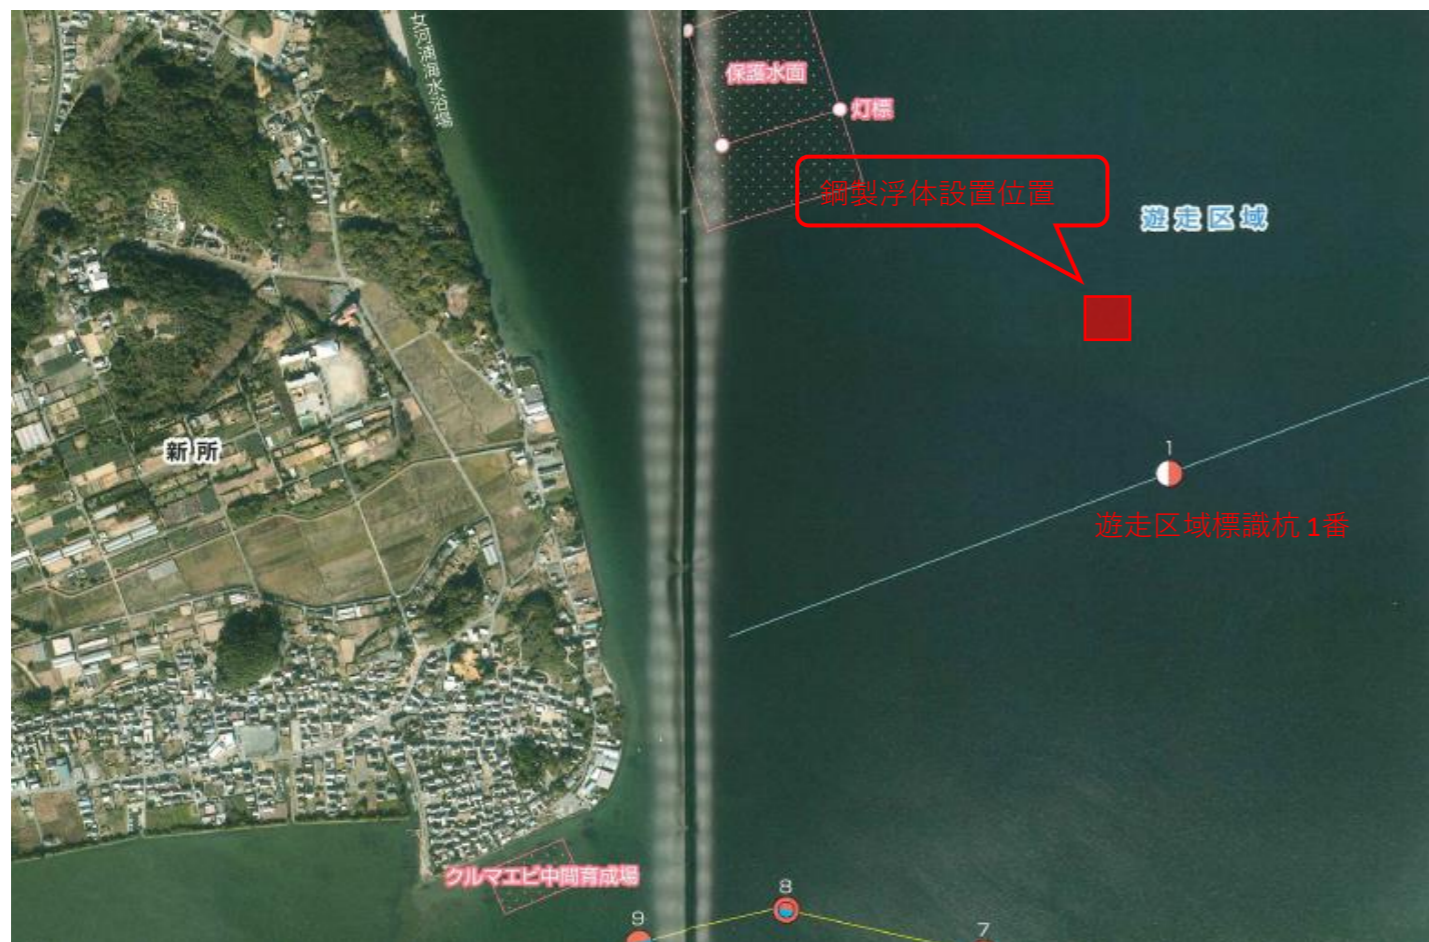 女河浦海水浴場
保護水面
灯標
鋼製浮体設置位置
遊走区域
新所
1
遊走区域標識杭 1番
クルマエビ中間育成場
8
9
7